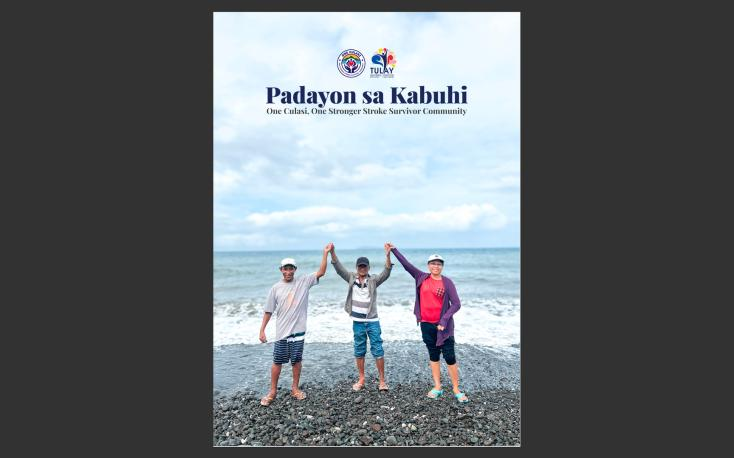 TULAY
Padayon sa Kabuhi
One Culasi, One Stronger Stroke Survivor Community